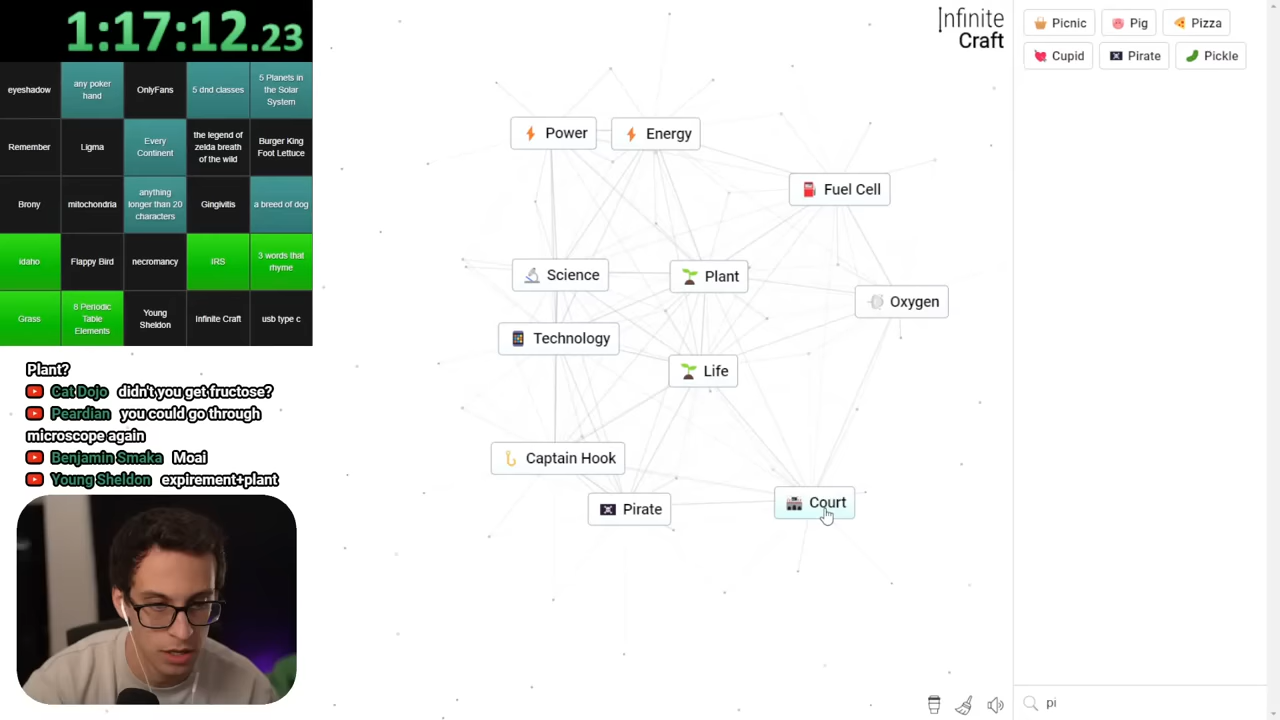 1:17:12.23
eyeshadow
any poker
hand
OnlyFans
5 dnd classes
5 Planets in
the Solar
System
Remember
Ligma
Every
Continent
the legend of
zelda breath
of the wild
Burger King
Foot Lettuce
Brony
mitochondria
anything
longer than 20
characters
Gingivitis
a breed of dog
Idaho
Flappy Bird
necromancy
IRS
3 words that
rhyme
Grass
8 Periodic
Table
Elements
Young
Sheldon
Infinite Craft
usb type c
Plant?
Cat Dojo didn't you get fructose?
Peardian you could go through
microscope again
Benjamin Smaka Moai
Young Sheldon expirement+plant
Infinite
Craft
Power
Energy
Fuel Cell
Science
Plant
Oxygen
Technology
Life
Captain Hook
Pirate
Court
Picnic
Pig
Pizza
Cupid
Pirate
Pickle
pi